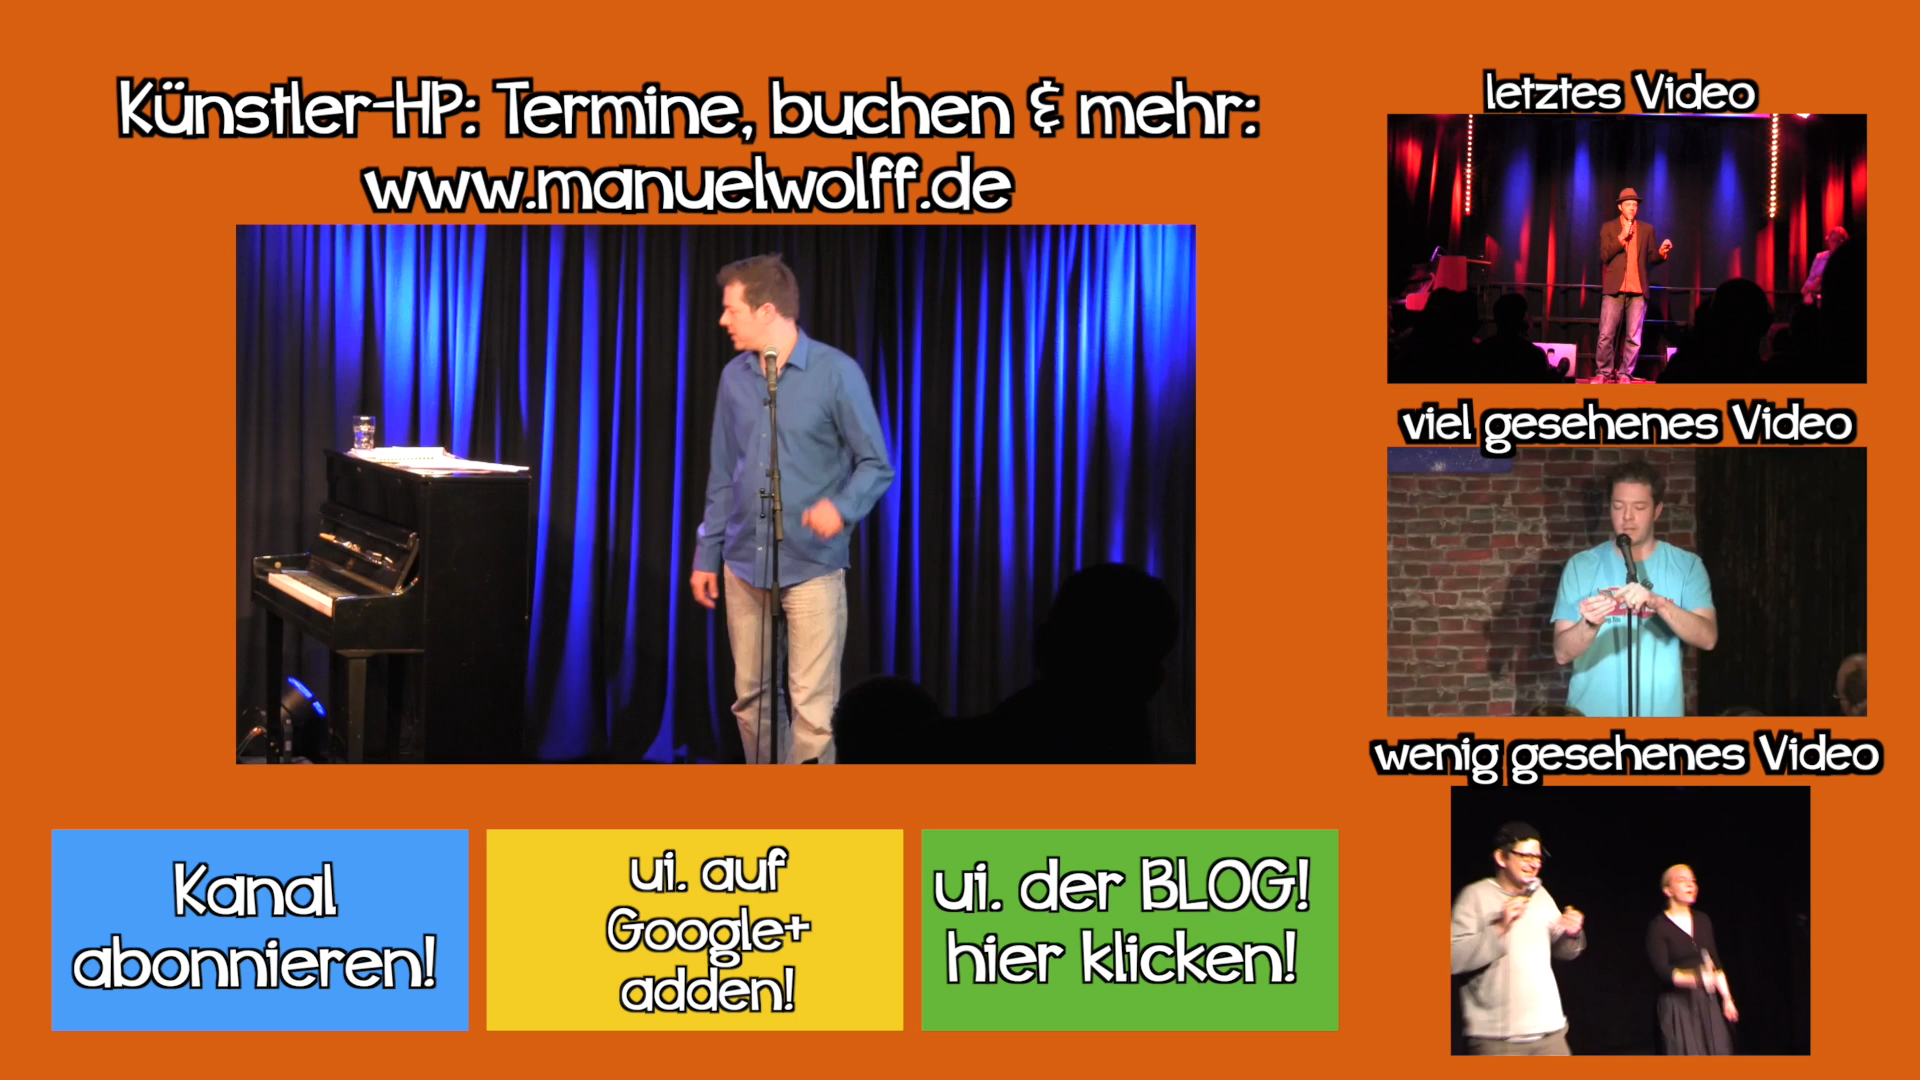 Künstler-HP: Termine, buchen & mehr:
www.manuelwolff.de
letztes Video
viel gesehenes Video
wenig gesehenes Video
Kanal
abonnieren!
ui. auf
Google+
adden!
ui. der BLOG!
hier klicken!